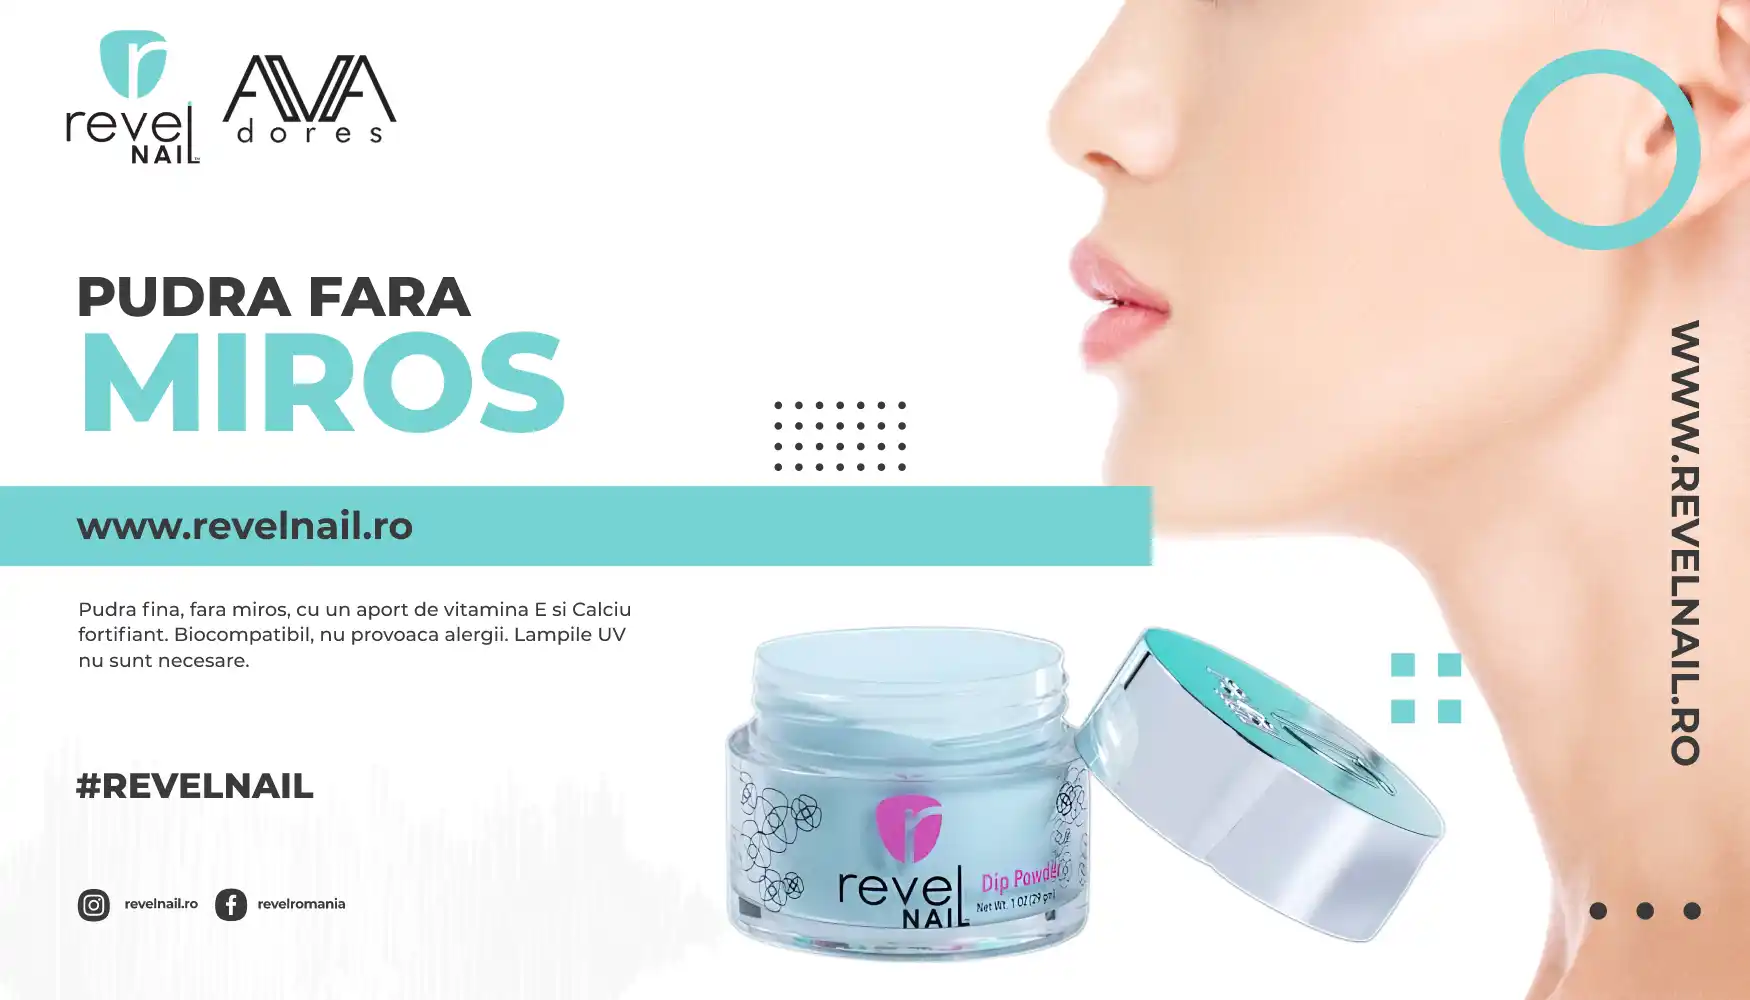 revel
NAIL
AVA
dores
PUDRA FARA
MIROS
www.revelnail.ro
Pudra fina, fara miros, cu un aport de vitamina E si Calciu
fortifiant. Biocompatibil, nu provoaca alergii. Lampile UV
nu sunt necesare.
#REVELNAIL
revelnail.ro
revelromania
revel
NAIL
Dip Powder
Net Wt. 1 OZ (29 gm)
WWW.REVELNAIL.RO